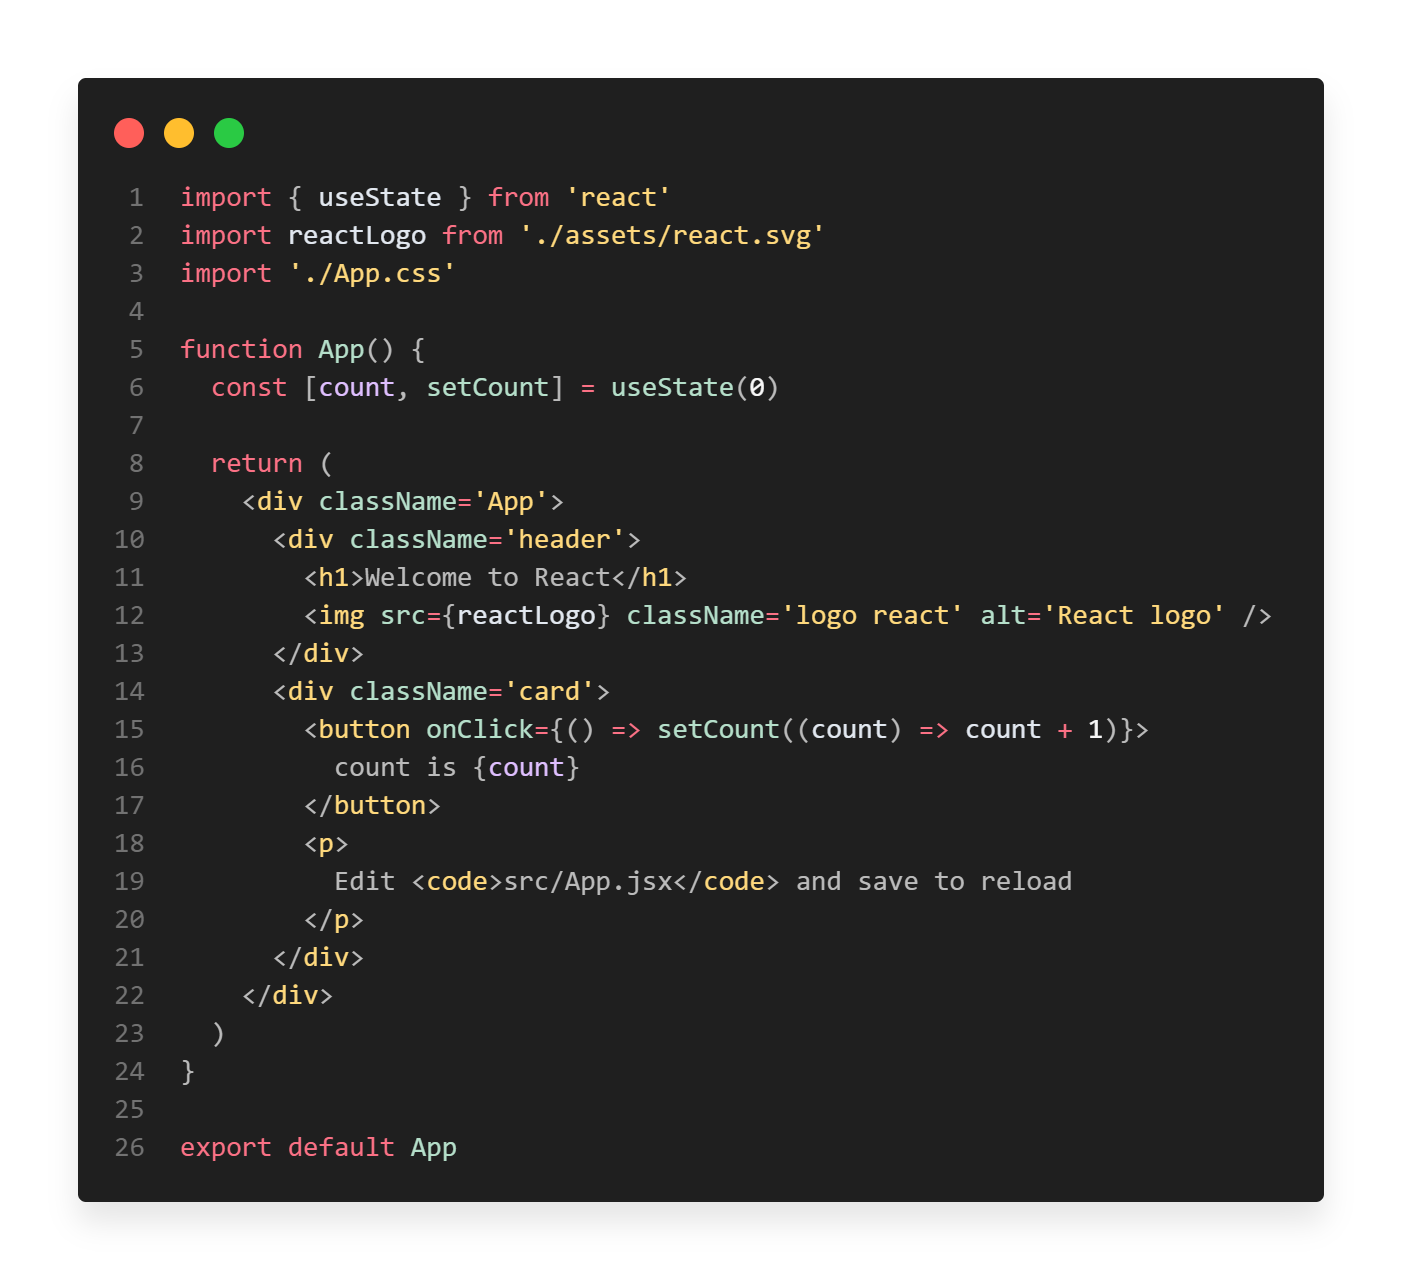 1 import { useState } from 'react'
2 import reactLogo from './assets/react.svg'
3 import './App.css'
4
5 function App() {
6   const [count, setCount] = useState(0)
7
8   return (
9     <div className='App'>
10       <div className='header'>
11         <h1>Welcome to React</h1>
12         <img src={reactLogo} className='logo react' alt='React logo' />
13       </div>
14       <div className='card'>
15         <button onClick={() => setCount((count) => count + 1)}>
16           count is {count}
17         </button>
18         <p>
19           Edit <code>src/App.jsx</code> and save to reload
20         </p>
21       </div>
22     </div>
23   )
24 }
25
26 export default App